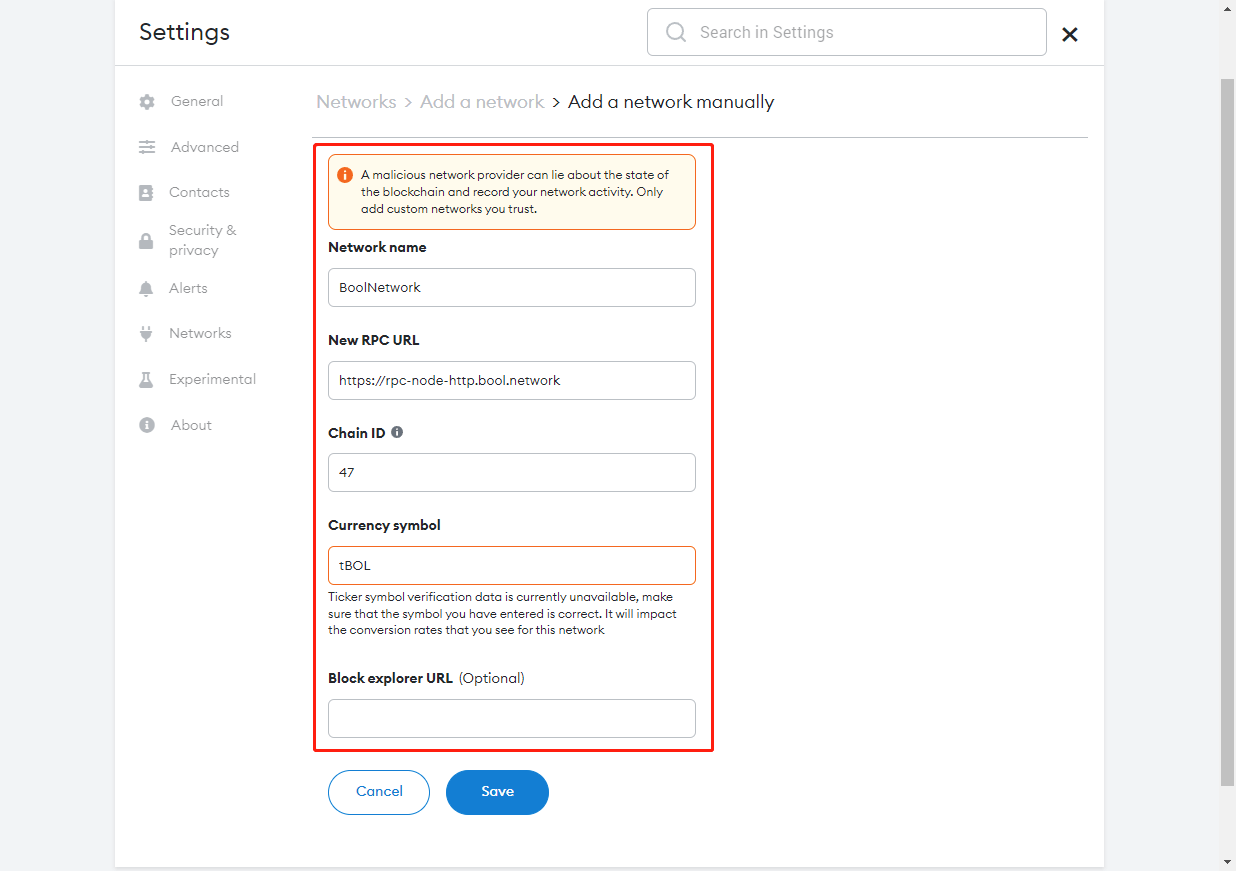 Settings
Search in Settings
General
Advanced
Contacts
Security &
privacy
Alerts
Networks
Experimental
About
Networks > Add a network > Add a network manually
A malicious network provider can lie about the state of
the blockchain and record your network activity. Only
add custom networks you trust.
Network name
BoolNetwork
New RPC URL
https://rpc-node-http.bool.network
Chain ID
47
Currency symbol
tBOL
Ticker symbol verification data is currently unavailable, make
sure that the symbol you have entered is correct. It will impact
the conversion rates that you see for this network
Block explorer URL (Optional)
Cancel
Save